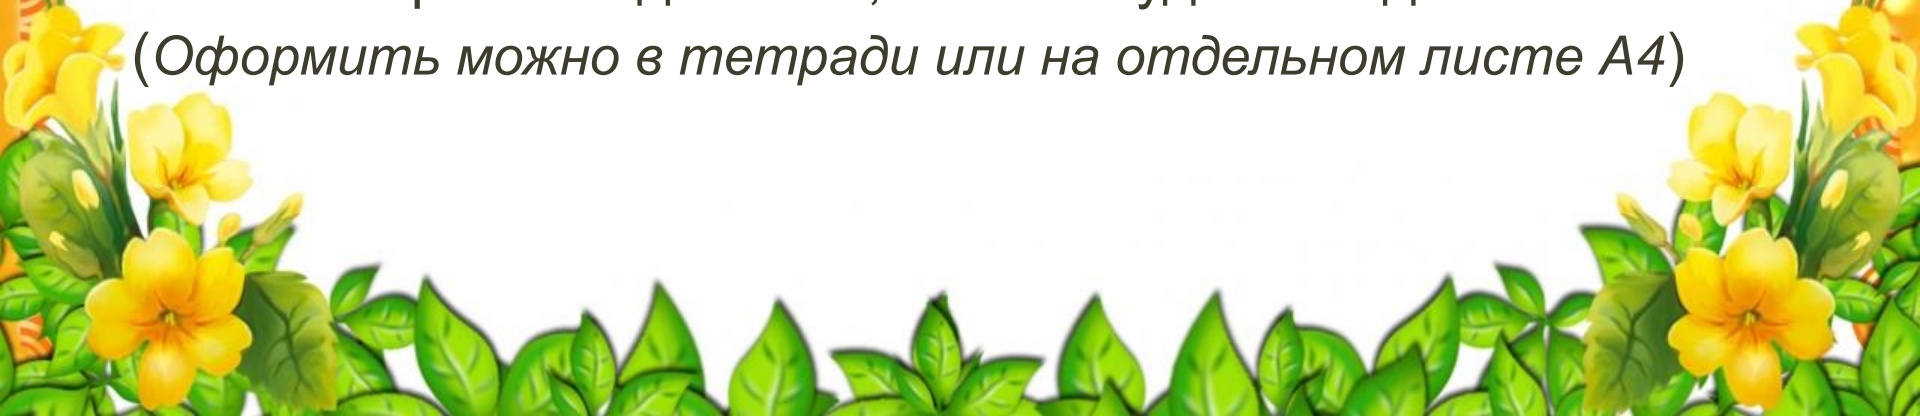 (Оформить можно в тетради или на отдельном листе А4)